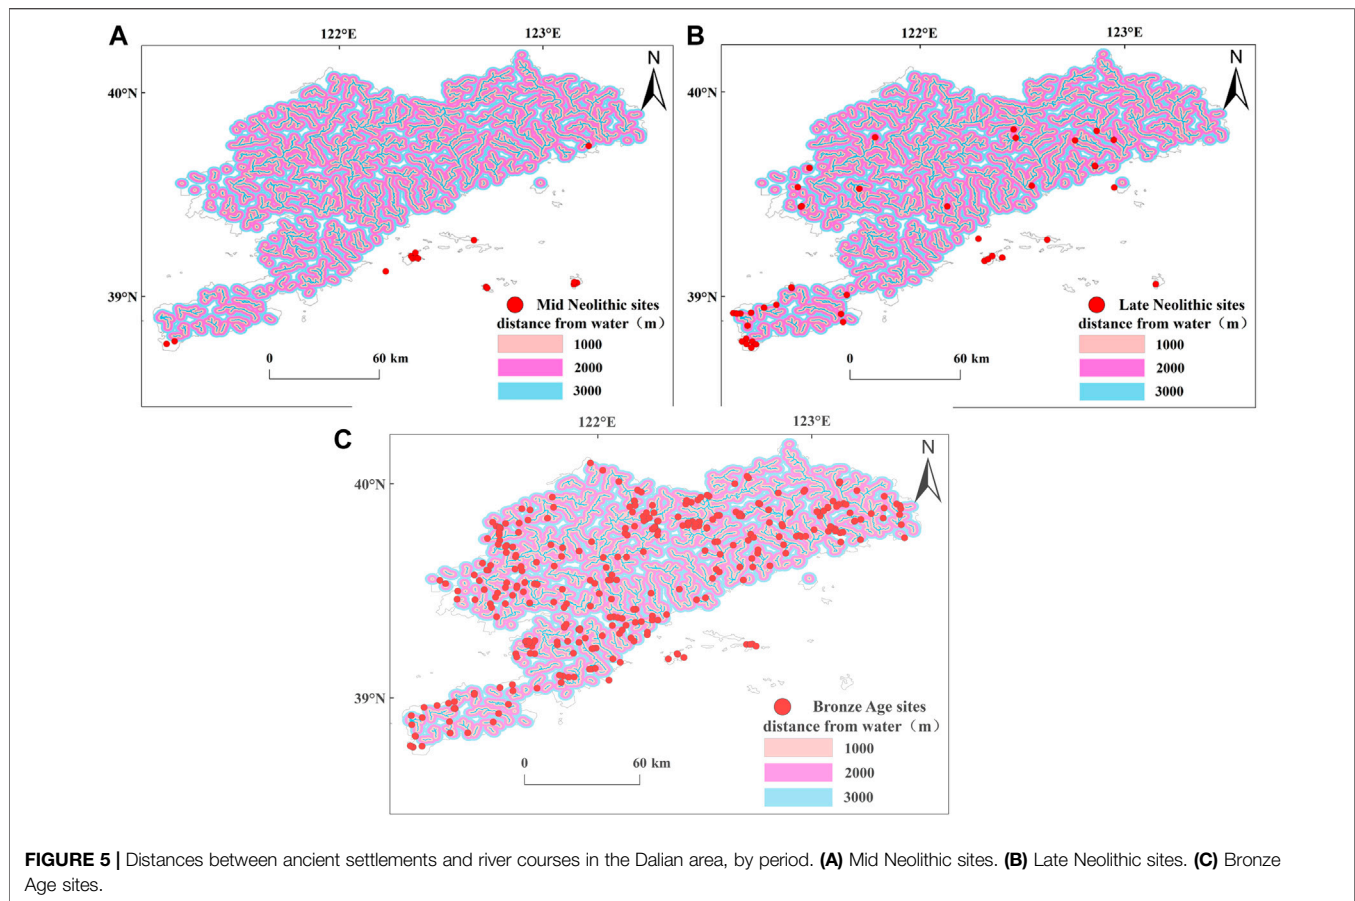 A
122°E
123°E
N
40°N
39°N
Mid Neolithic sites
distance from water（m）
1000
2000
3000
0
60 km
B
122°E
123°E
N
40°N
39°N
Late Neolithic sites
distance from water（m）
1000
2000
3000
0
60 km
C
122°E
123°E
N
40°N
39°N
Bronze Age sites
distance from water（m）
1000
2000
3000
0
60 km
FIGURE 5 | Distances between ancient settlements and river courses in the Dalian area, by period. (A) Mid Neolithic sites. (B) Late Neolithic sites. (C) Bronze
Age sites.